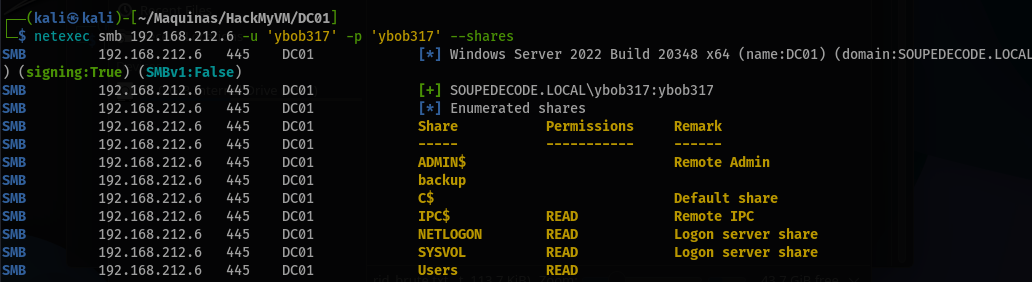 ┌──(kali㉿kali)-[~/Maquinas/HackMyVM/DC01]
└─$ netexec smb 192.168.212.6 -u 'ybob317' -p 'ybob317' --shares
SMB 192.168.212.6 445 DC01 [*] Windows Server 2022 Build 20348 x64 (name:DC01) (domain:SOUPEDECODE.LOCAL
) (signing:True) (SMBv1:False)
SMB 192.168.212.6 445 DC01 [+] SOUPEDECODE.LOCAL\ybob317:ybob317
SMB 192.168.212.6 445 DC01 [*] Enumerated shares
SMB 192.168.212.6 445 DC01 Share Permissions Remark
SMB 192.168.212.6 445 DC01 ----- ----------- ------
SMB 192.168.212.6 445 DC01 ADMIN$ Remote Admin
SMB 192.168.212.6 445 DC01 backup
SMB 192.168.212.6 445 DC01 C$ Default share
SMB 192.168.212.6 445 DC01 IPC$ READ Remote IPC
SMB 192.168.212.6 445 DC01 NETLOGON READ Logon server share
SMB 192.168.212.6 445 DC01 SYSVOL READ Logon server share
SMB 192.168.212.6 445 DC01 Users READ